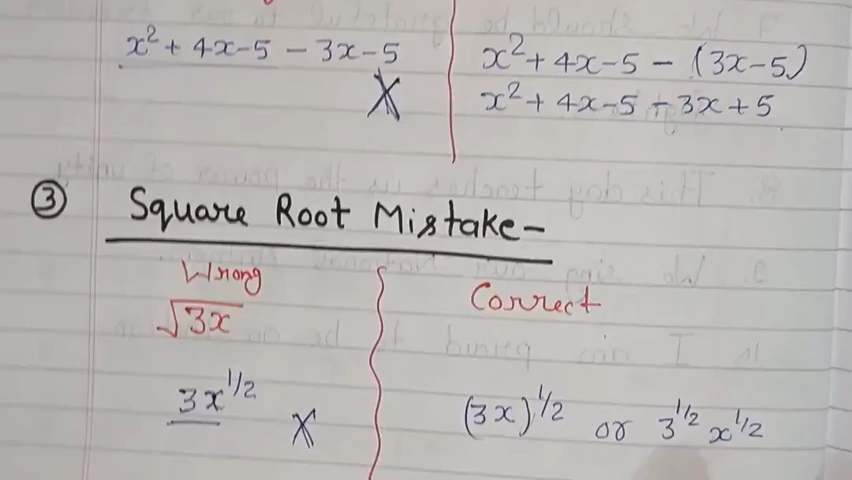 x² + 4x-5 - 3x-5
X
x² + 4x-5 - (3x-5)
x² + 4x-5 - 3x + 5
③ Square Root Mistake-
Wrong
√3x
3x^1/2 X
Correct
(3x)^1/2 or 3^1/2 x^1/2